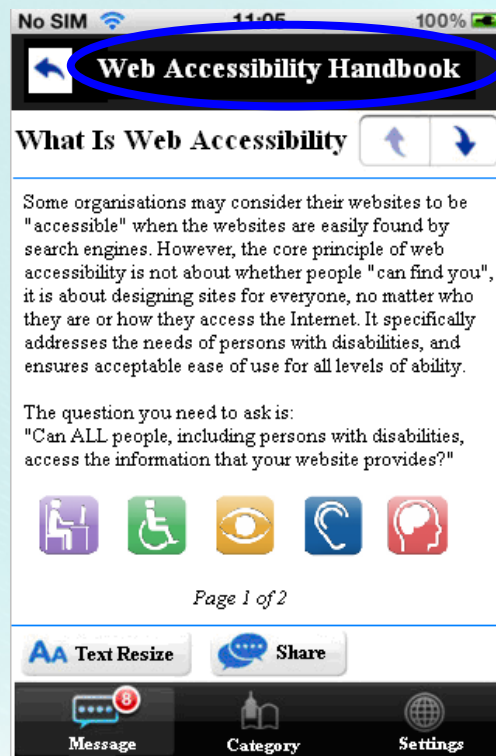 No SIM 11:05 100%
Web Accessibility Handbook
What Is Web Accessibility
Some organisations may consider their websites to be
"accessible" when the websites are easily found by
search engines. However, the core principle of web
accessibility is not about whether people "can find you",
it is about designing sites for everyone, no matter who
they are or how they access the Internet. It specifically
addresses the needs of persons with disabilities, and
ensures acceptable ease of use for all levels of ability.
The question you need to ask is:
"Can ALL people, including persons with disabilities,
access the information that your website provides?"
Page 1 of 2
AA Text Resize Share
8
Message Category Settings